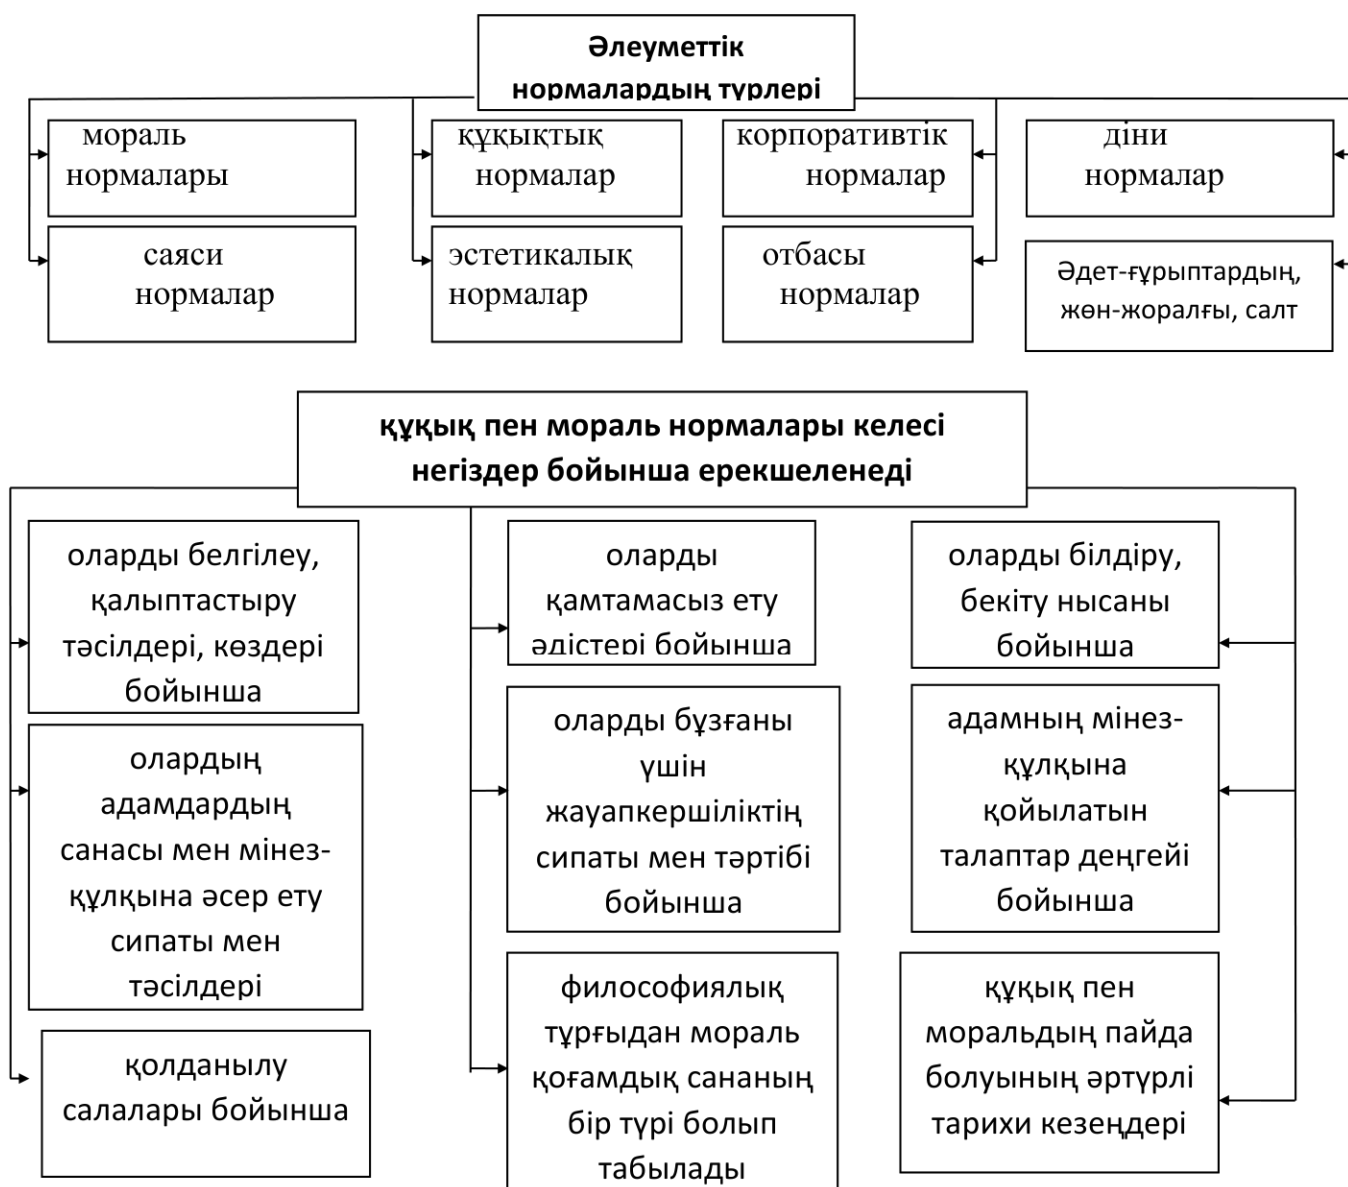 Әлеуметтік
нормалардың түрлері
мораль
нормалары
құқықтық
нормалар
корпоративтік
нормалар
діни
нормалар
саяси
нормалар
эстетикалық
нормалар
отбасы
нормалар
Әдет-ғұрыптардың,
жөн-жоралғы, салт
құқық пен мораль нормалары келесі
негіздер бойынша ерекшеленеді
оларды белгілеу,
қалыптастыру
тәсілдері, көздері
бойынша
оларды
қамтамасыз ету
әдістері бойынша
оларды білдіру,
бекіту нысаны
бойынша
олардың
адамдардың
санасы мен мінез-
құлқына әсер ету
сипаты мен
тәсілдері
оларды бұзғаны
үшін
жауапкершіліктің
сипаты мен тәртібі
бойынша
адамның мінез-
құлқына
қойылатын
талаптар деңгейі
бойынша
қолданылу
салалары бойынша
философиялық
тұрғыдан мораль
қоғамдық сананың
бір түрі болып
табылады
құқық пен
моральдың пайда
болуының әртүрлі
тарихи кезеңдері